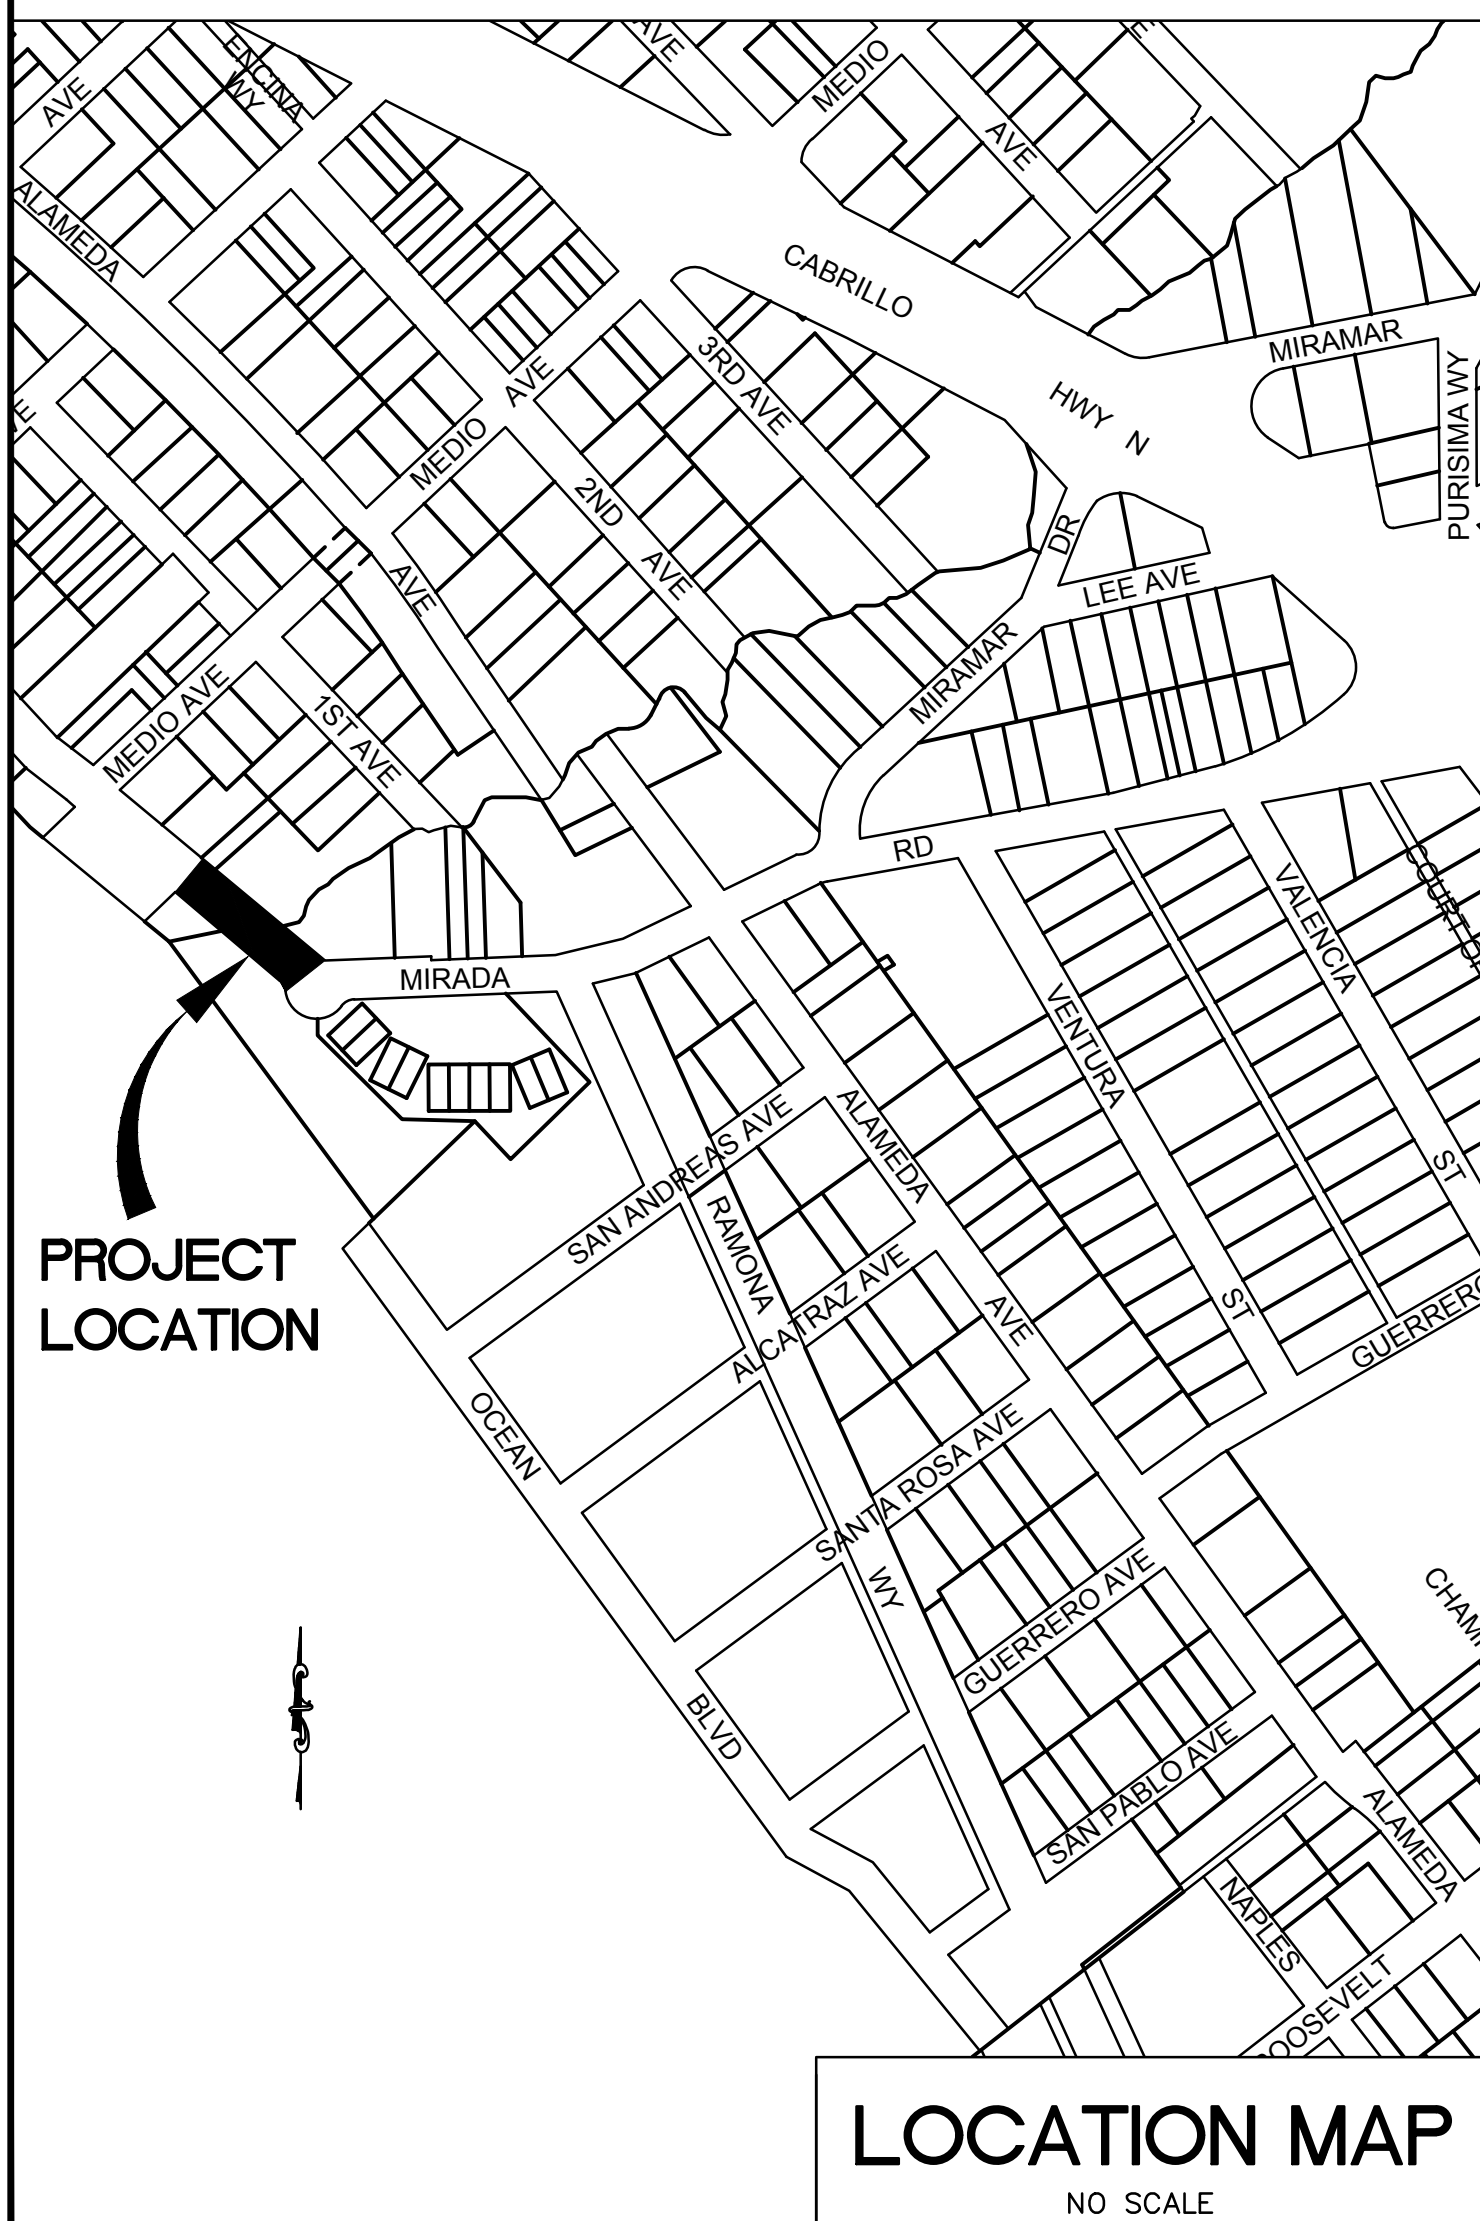 AVE
ENCINA
WY
AVE
MEDIO
AVE
ALAMEDA
CABRILLO
MIRAMAR
3RD AVE
AVE
HWY N
PURISIMA WY
MEDIO
2ND
AVE
DR
LEE AVE
AVE
MIRAMAR
MEDIO AVE
1ST AVE
RD
VALENCIA
MIRADA
VENTURA
ALAMEDA
SAN ANDREAS AVE
ST
RAMONA
PROJECT
LOCATION
ALCATRAZ AVE
AVE
ST
OCEAN
SANTA ROSA AVE
WY
GUERRERO AVE
BLVD
SAN PABLO AVE
ALAMEDA
NAPLES
LOCATION MAP
NO SCALE